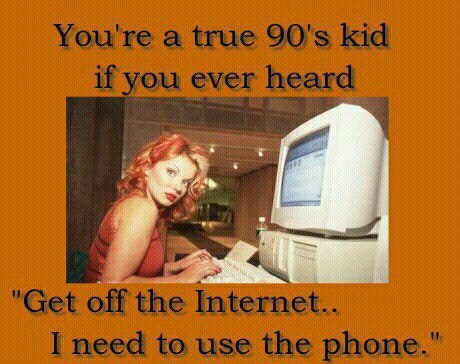 You're a true 90's kid
if you ever heard
"Get off the Internet..
I need to use the phone."